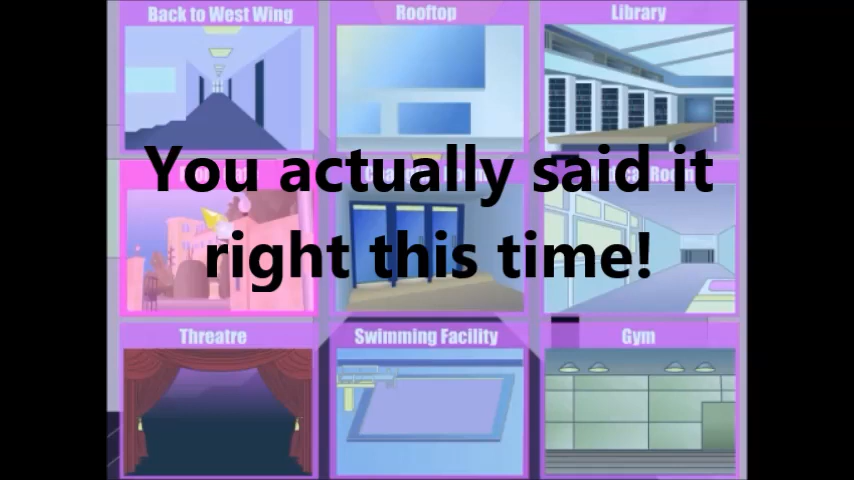 Back to West Wing
Rooftop
Library
You actually said it
right this time!
Threatre
Swimming Facility
Gym